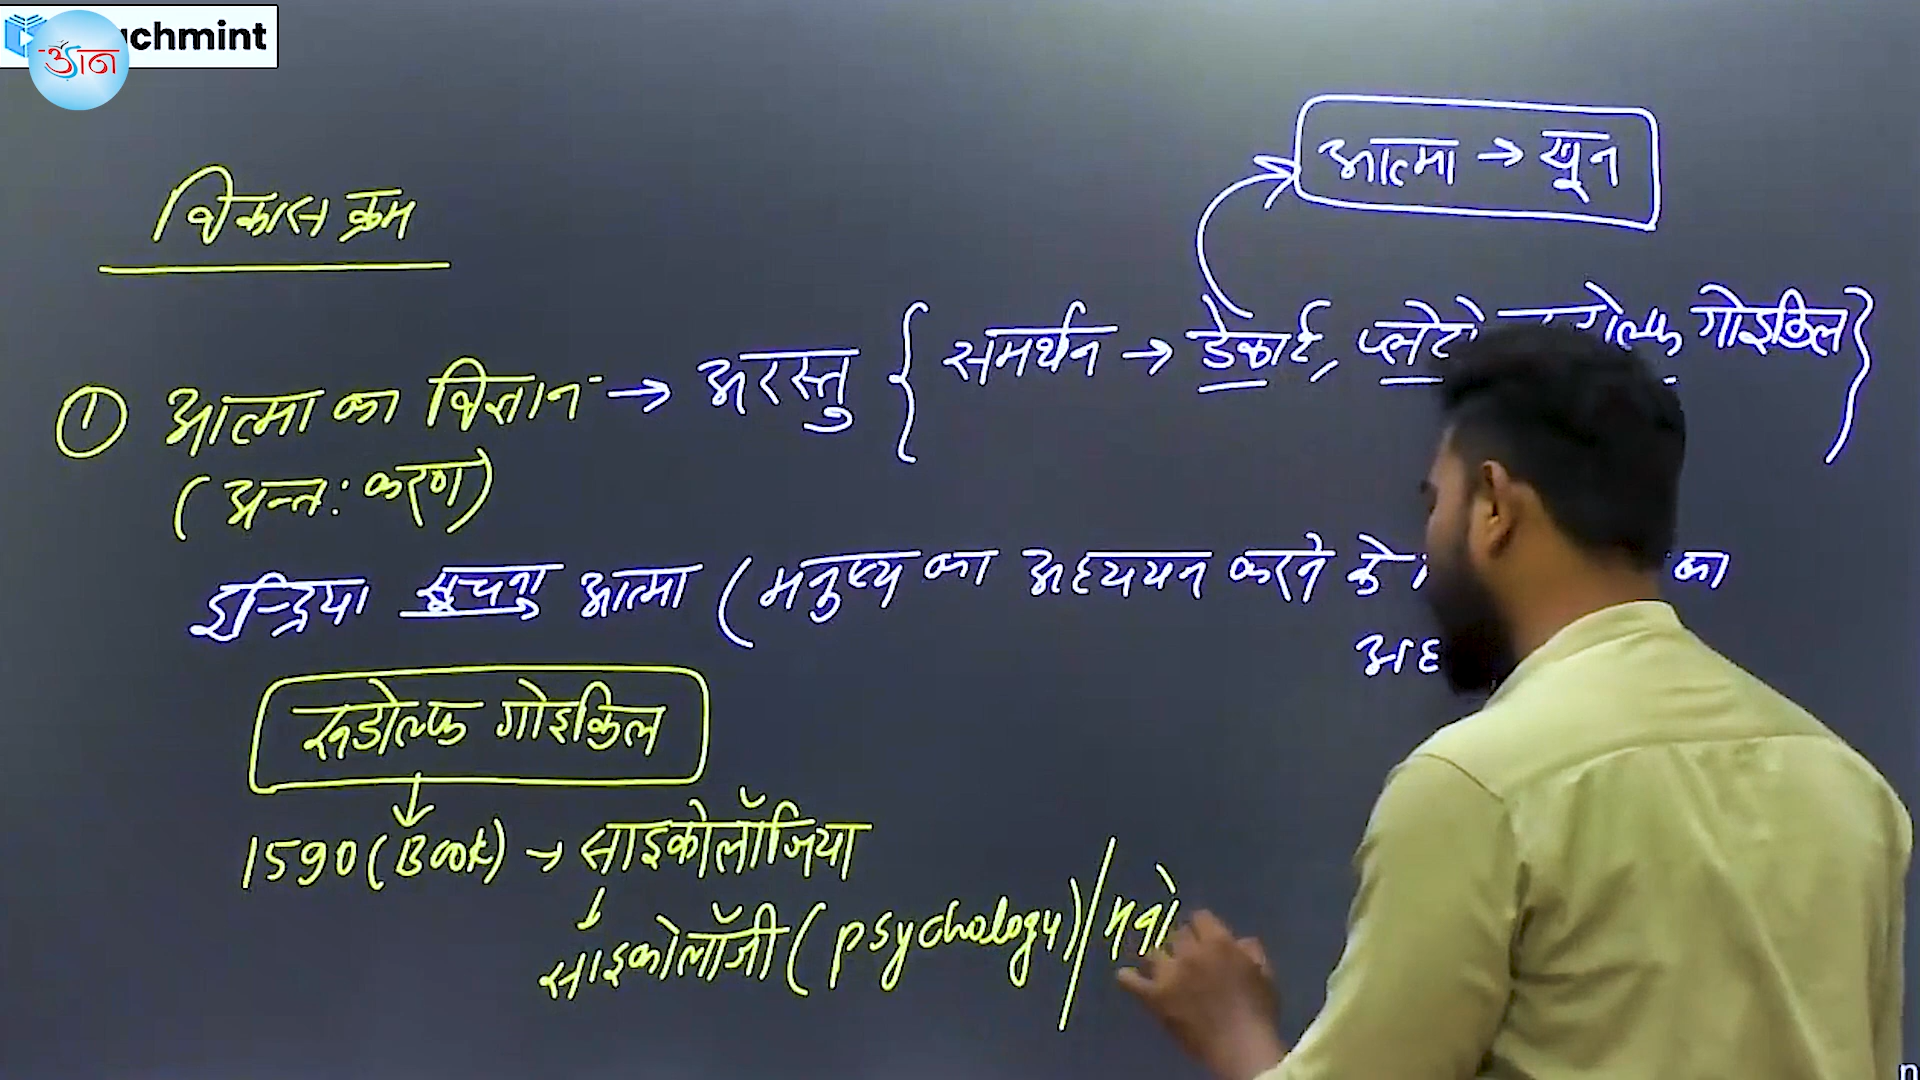 ज्ञान
chmint
आत्मा → खून
विकास क्रम
① आत्मा का विज्ञान → अरस्तु { समर्थन → डेकार्ट, प्लेटो गोइक्लि }
(अन्त:करण)
इन्द्रिया सूचना आत्मा ( मनुष्य का अध्ययन करने के का
रूडोल्फ गोइक्लि
1590 (Book) → साइकोलॉजिया
साइकोलॉजी ( psychology) / मनो